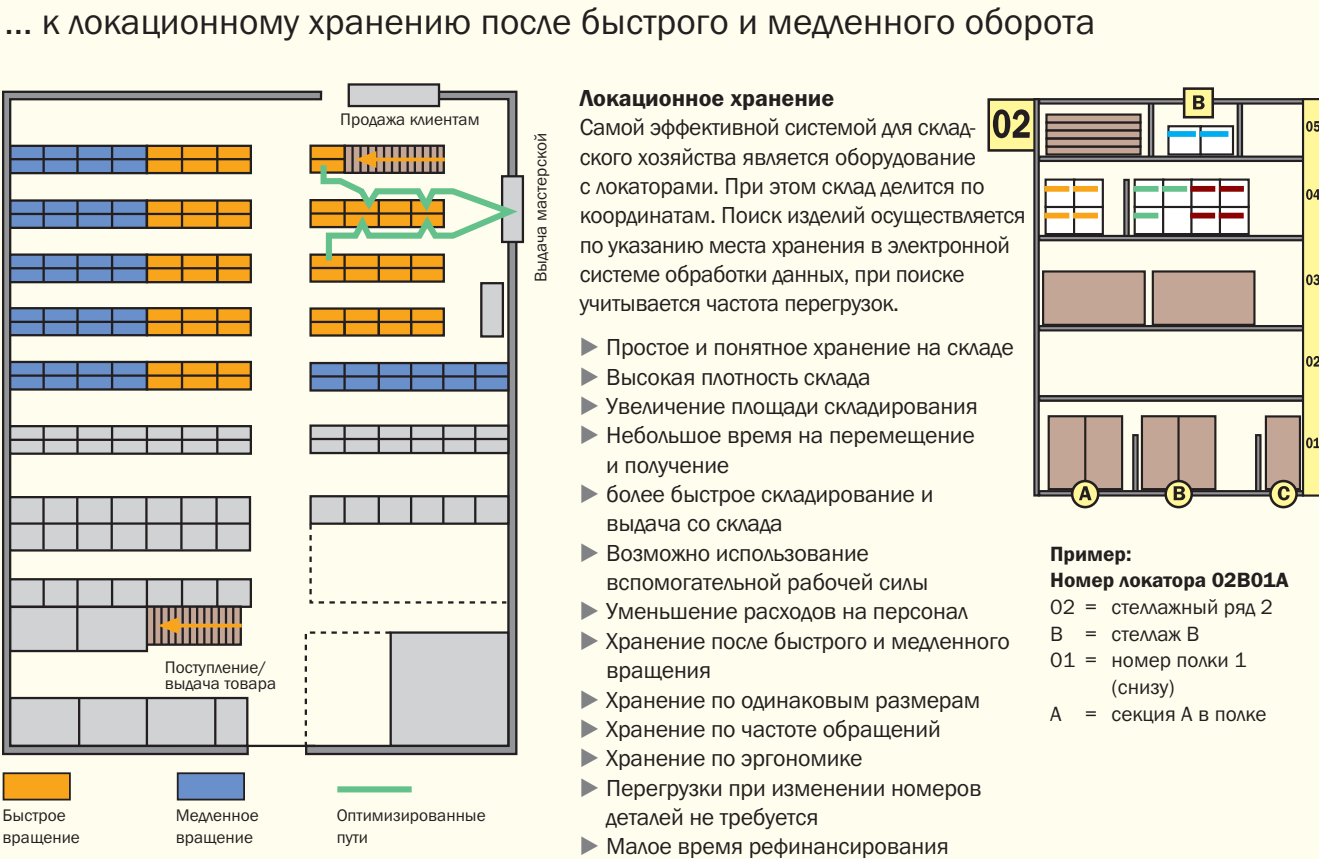 ... к локационному хранению после быстрого и медленного оборота
Продажа клиентам
Выдача мастерской
Поступление/
выдача товара
Быстрое
вращение
Медленное
вращение
Оптимизированные
пути
Локационное хранение
Самой эффективной системой для склад-
ского хозяйства является оборудование
с локаторами. При этом склад делится по
координатам. Поиск изделий осуществляется
по указанию места хранения в электронной
системе обработки данных, при поиске
учитывается частота перегрузок.
▶ Простое и понятное хранение на складе
▶ Высокая плотность склада
▶ Увеличение площади складирования
▶ Небольшое время на перемещение
и получение
▶ более быстрое складирование и
выдача со склада
▶ Возможно использование
вспомогательной рабочей силы
▶ Уменьшение расходов на персонал
▶ Хранение после быстрого и медленного
вращения
▶ Хранение по одинаковым размерам
▶ Хранение по частоте обращений
▶ Хранение по эргономике
▶ Перегрузки при изменении номеров
деталей не требуется
▶ Малое время рефинансирования
02
B
05
04
03
02
01
A
B
C
Пример:
Номер локатора 02B01A
02 = стеллажный ряд 2
B = стеллаж B
01 = номер полки 1
(снизу)
A = секция A в полке